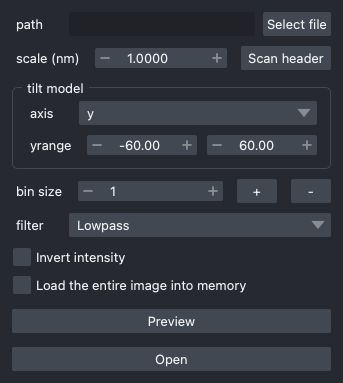 path Select file
scale (nm) − 1.0000 + Scan header
tilt model
axis y
yrange − -60.00 + − 60.00 +
bin size − 1 + + -
filter Lowpass
Invert intensity
Load the entire image into memory
Preview
Open